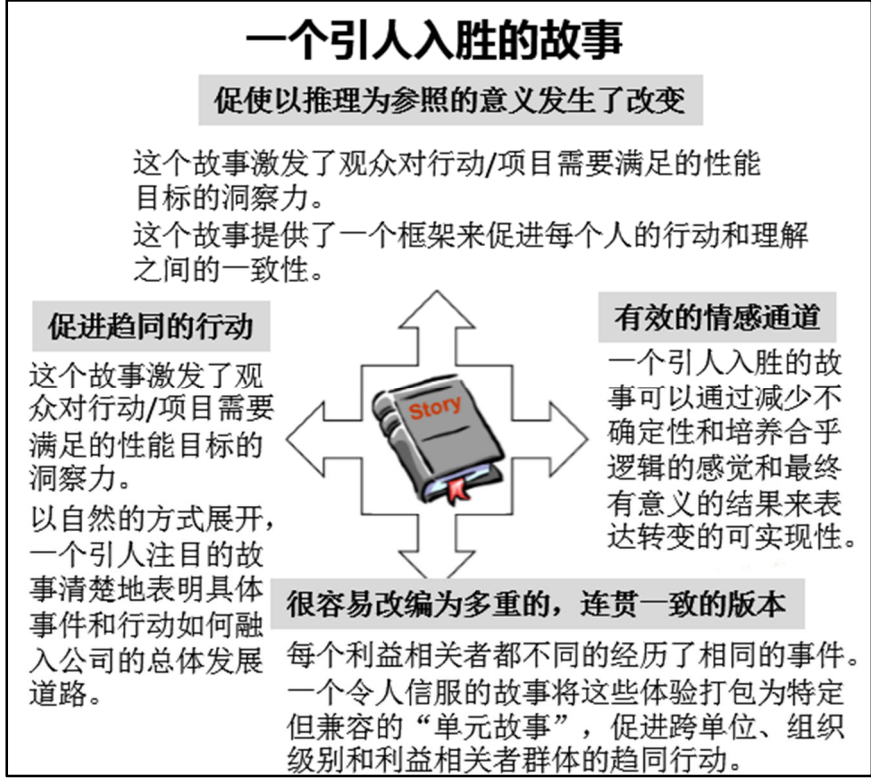 一个引人入胜的故事
促使以推理为参照的意义发生了改变
这个故事激发了观众对行动/项目需要满足的性能
目标的洞察力。
这个故事提供了一个框架来促进每个人的行动和理解
之间的一致性。
促进趋同的行动
这个故事激发了观
众对行动/项目需要
满足的性能目标的
洞察力。
以自然的方式展开，
一个引人注目的故
事清楚地表明具体
事件和行动如何融
入公司的总体发展
道路。
Story
有效的情感通道
一个引人入胜的故
事可以通过减少不
确定性和培养合乎
逻辑的感觉和最终
有意义的结果来表
达转变的可实现性。
很容易改编为多重的，连贯一致的版本
每个利益相关者都不同的经历了相同的事件。
一个令人信服的故事将这些体验打包为特定
但兼容的“单元故事”，促进跨单位、组织
级别和利益相关者群体的趋同行动。